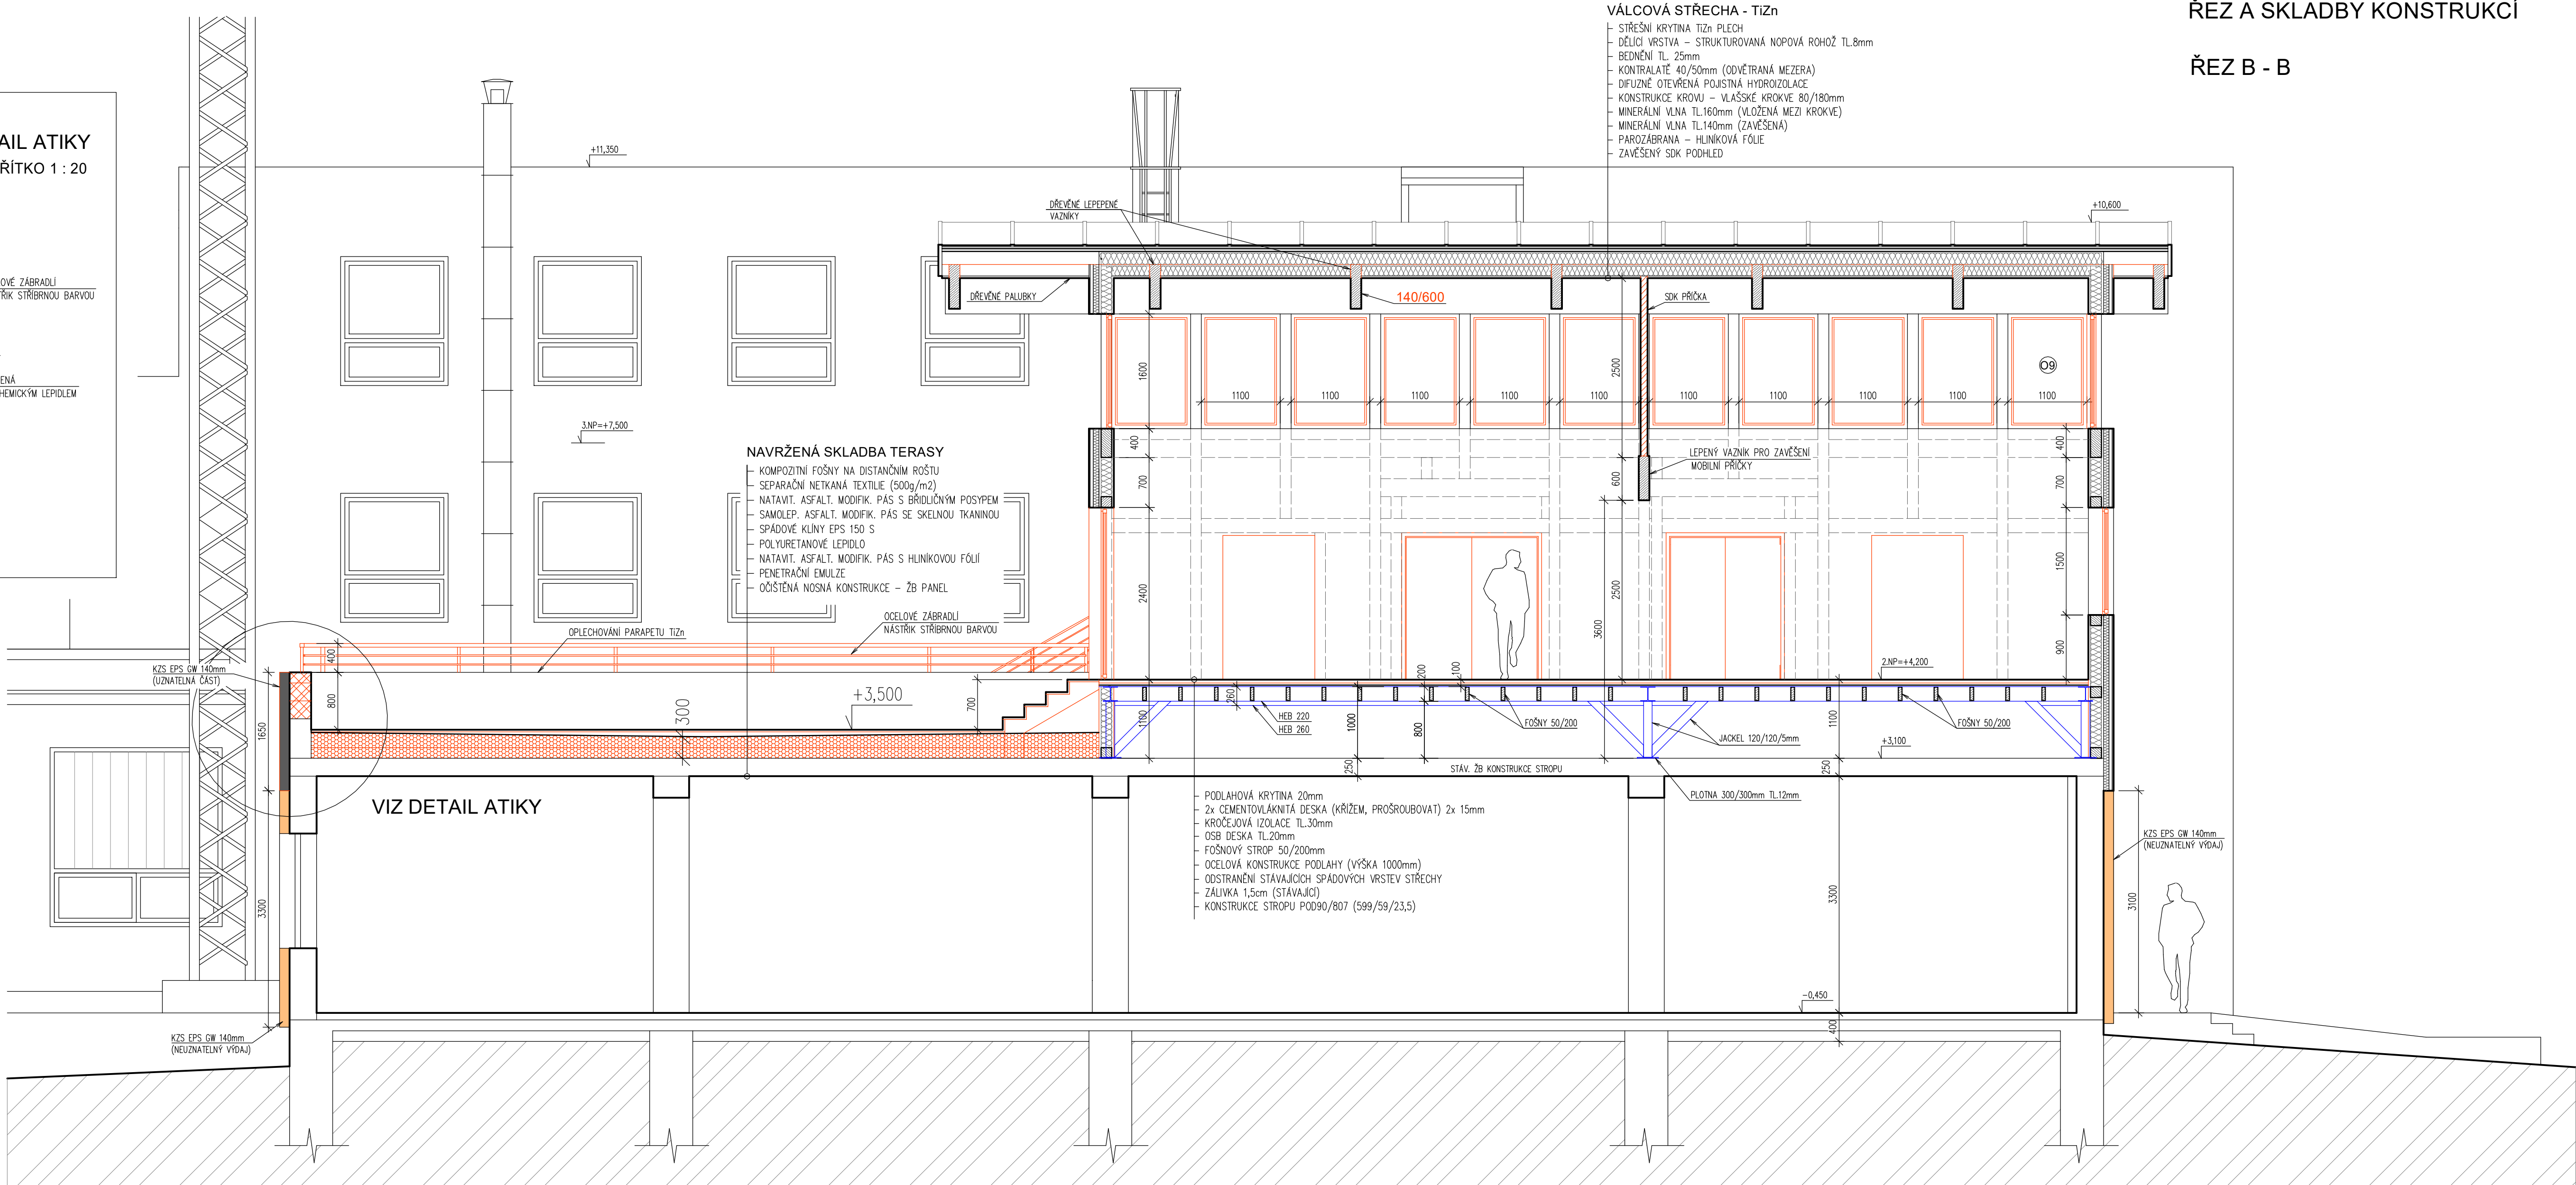 ŘEZ A SKLADBY KONSTRUKCÍ
ŘEZ B - B
VÁLCOVÁ STŘECHA - TiZn
STŘEŠNÍ KRYTINA TiZn PLECH
DĚLÍCÍ VRSTVA – STRUKTUROVANÁ NOPOVÁ ROHOŽ TL.8mm
BEDNĚNÍ TL. 25mm
KONTRALATĚ 40/50mm (ODVĚTRANÁ MEZERA)
DIFUZNĚ OTEVŘENÁ POJISTNÁ HYDROIZOLACE
KONSTRUKCE KROVU – VLAŠSKÉ KROKVE 80/180mm
MINERÁLNÍ VLNA TL.160mm (VLOŽENÁ MEZI KROKVE)
MINERÁLNÍ VLNA TL.140mm (ZAVĚŠENÁ)
PAROZÁBRANA – HLINÍKOVÁ FÓLIE
ZAVĚŠENÝ SDK PODHLED
AIL ATIKY
ŘÍTKO 1 : 20
OVÉ ZÁBRADLÍ
ŘIK STŘÍBRNOU BARVOU
ENÁ
HEMICKÝM LEPIDLEM
+11,350
+10,600
DŘEVĚNÉ LEPEPENÉ
VAZNÍKY
DŘEVĚNÉ PALUBKY
140/600
SDK PŘÍČKA
O9
1600
2500
1100 1100 1100 1100 1100 1100 1100 1100 1100 1100
3.NP=+7,500
400
700
2400
600
2500
3600
400
700
1500
900
LEPENÝ VAZNÍK PRO ZAVĚŠENÍ
MOBILNÍ PŘÍČKY
NAVRŽENÁ SKLADBA TERASY
KOMPOZITNÍ FOŠNY NA DISTANČNÍM ROŠTU
SEPARAČNÍ NETKANÁ TEXTILIE (500g/m2)
NATAVIT. ASFALT. MODIFIK. PÁS S BŘIDLIČNÝM POSYPEM
SAMOLEP. ASFALT. MODIFIK. PÁS SE SKELNOU TKANINOU
SPÁDOVÉ KLÍNY EPS 150 S
POLYURETANOVÉ LEPIDLO
NATAVIT. ASFALT. MODIFIK. PÁS S HLINÍKOVOU FÓLIÍ
PENETRAČNÍ EMULZE
OČIŠTĚNÁ NOSNÁ KONSTRUKCE – ŽB PANEL
OCELOVÉ ZÁBRADLÍ
NÁSTŘIK STŘÍBRNOU BARVOU
OPLECHOVÁNÍ PARAPETU TiZn
KZS EPS GW 140mm
(UZNATELNÁ ČÁST)
400
800
1650
300
+3,500
700
1100
260
200
100
2.NP=+4,200
HEB 220
HEB 260
1000
800
FOŠNY 50/200
JACKEL 120/120/5mm
1100
FOŠNY 50/200
+3,100
250
STÁV. ŽB KONSTRUKCE STROPU
250
PLOTNA 300/300mm TL.12mm
VIZ DETAIL ATIKY
PODLAHOVÁ KRYTINA 20mm
2x CEMENTOVLÁKNITÁ DESKA (KŘÍŽEM, PROŠROUBOVAT) 2x 15mm
KROČEJOVÁ IZOLACE TL.30mm
OSB DESKA TL.20mm
FOŠNOVÝ STROP 50/200mm
OCELOVÁ KONSTRUKCE PODLAHY (VÝŠKA 1000mm)
ODSTRANĚNÍ STÁVAJÍCÍCH SPÁDOVÝCH VRSTEV STŘECHY
ZÁLIVKA 1,5cm (STÁVAJÍCÍ)
KONSTRUKCE STROPU POD90/807 (599/59/23,5)
KZS EPS GW 140mm
(NEUZNATELNÝ VÝDAJ)
3300
3300
3100
-0,450
400
KZS EPS GW 140mm
(NEUZNATELNÝ VÝDAJ)